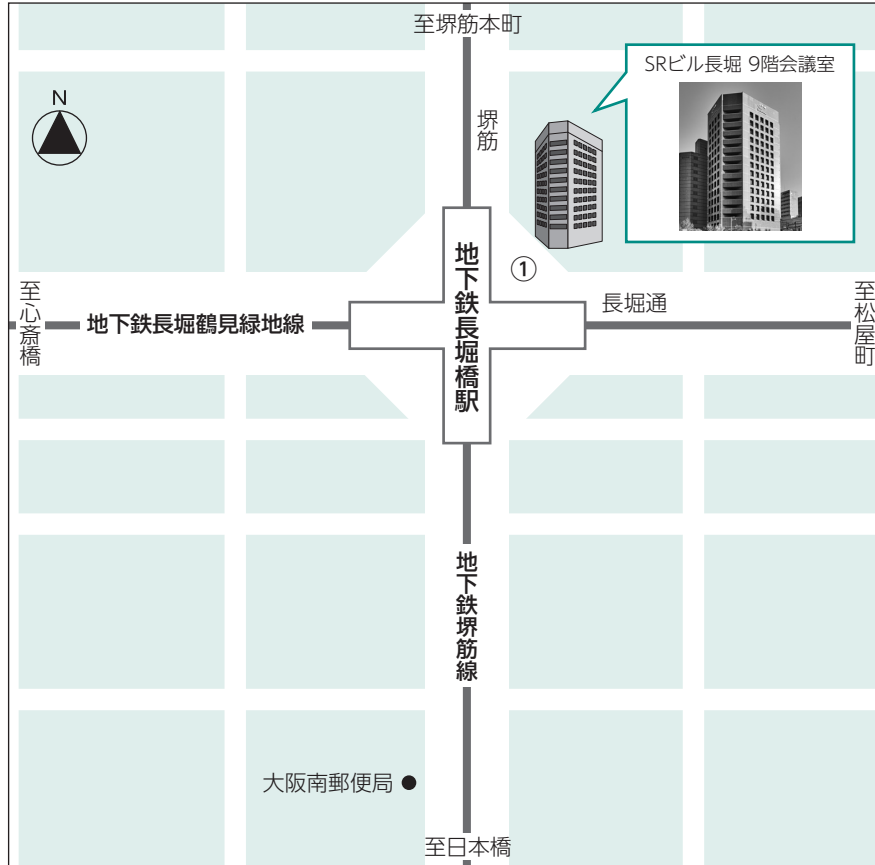 至堺筋本町
SRビル長堀 9階会議室
N
堺筋
①
地下鉄長堀橋駅
長堀通
至心斎橋
地下鉄長堀鶴見緑地線
至松屋町
地下鉄堺筋線
大阪南郵便局
至日本橋